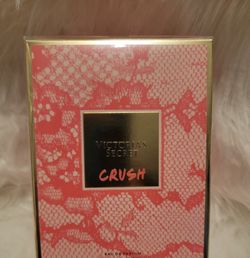 VICTORIA'S
SECRET
CRUSH
EAU DE PARFUM